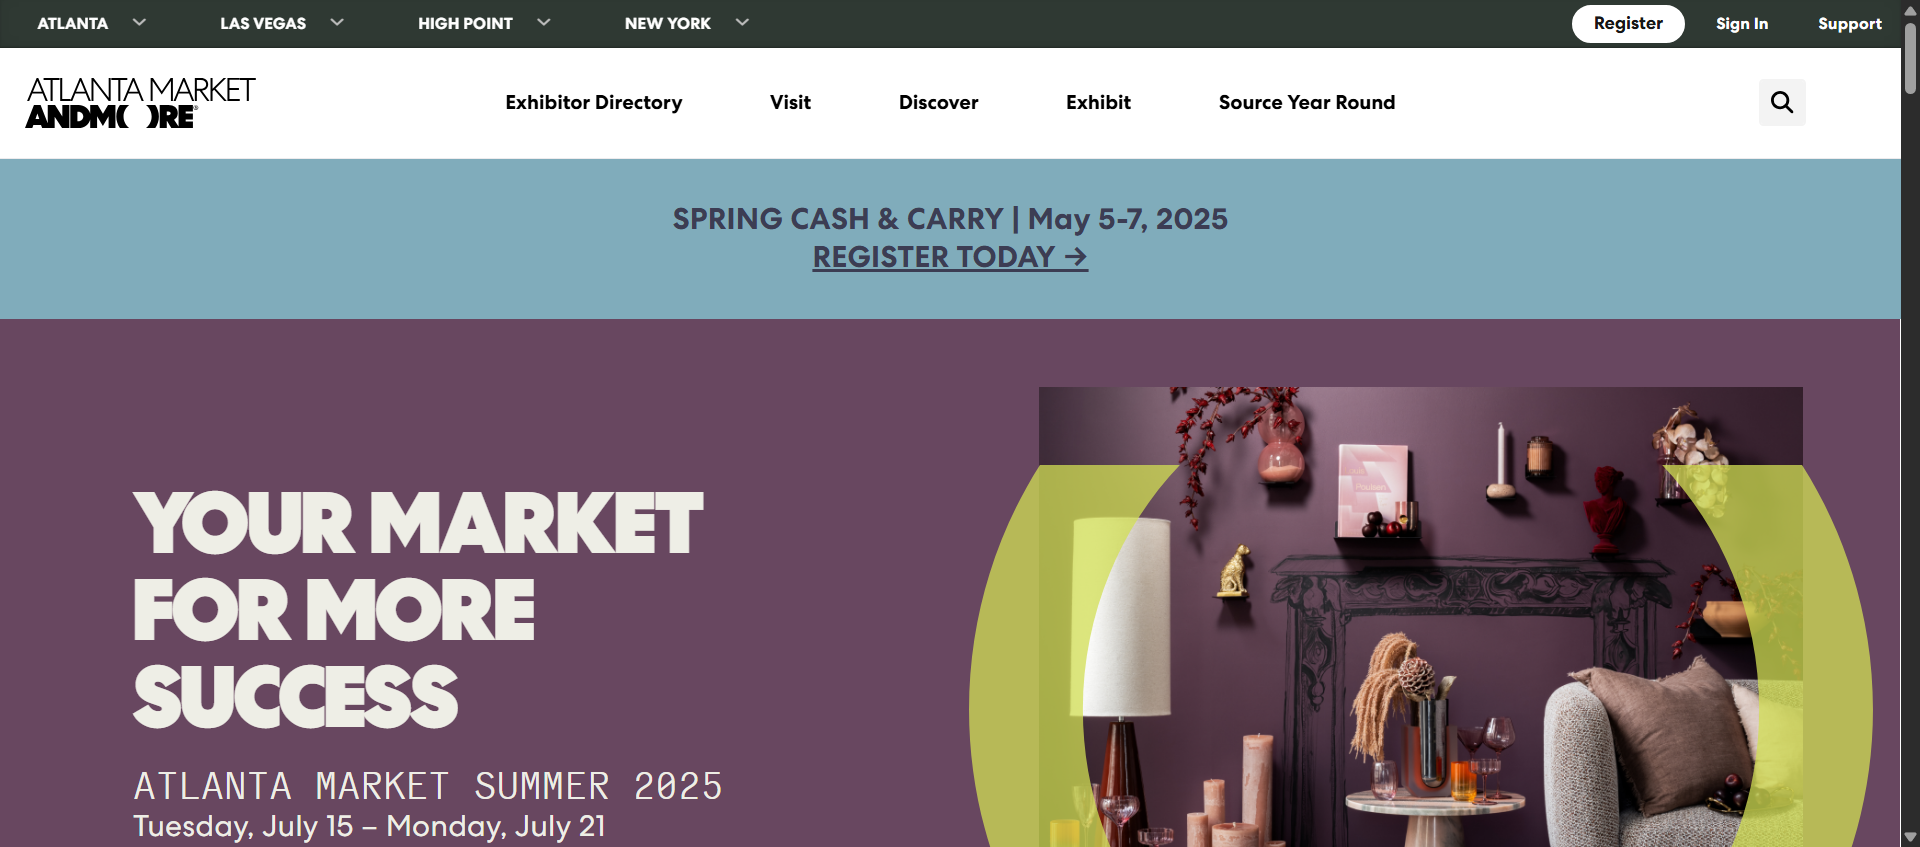 ATLANTA
LAS VEGAS
HIGH POINT
NEW YORK
Register
Sign In
Support
ATLANTA MARKET
ANDMORE®
Exhibitor Directory
Visit
Discover
Exhibit
Source Year Round
SPRING CASH & CARRY | May 5-7, 2025
REGISTER TODAY →
YOUR MARKET
FOR MORE
SUCCESS
ATLANTA MARKET SUMMER 2025
Tuesday, July 15 – Monday, July 21